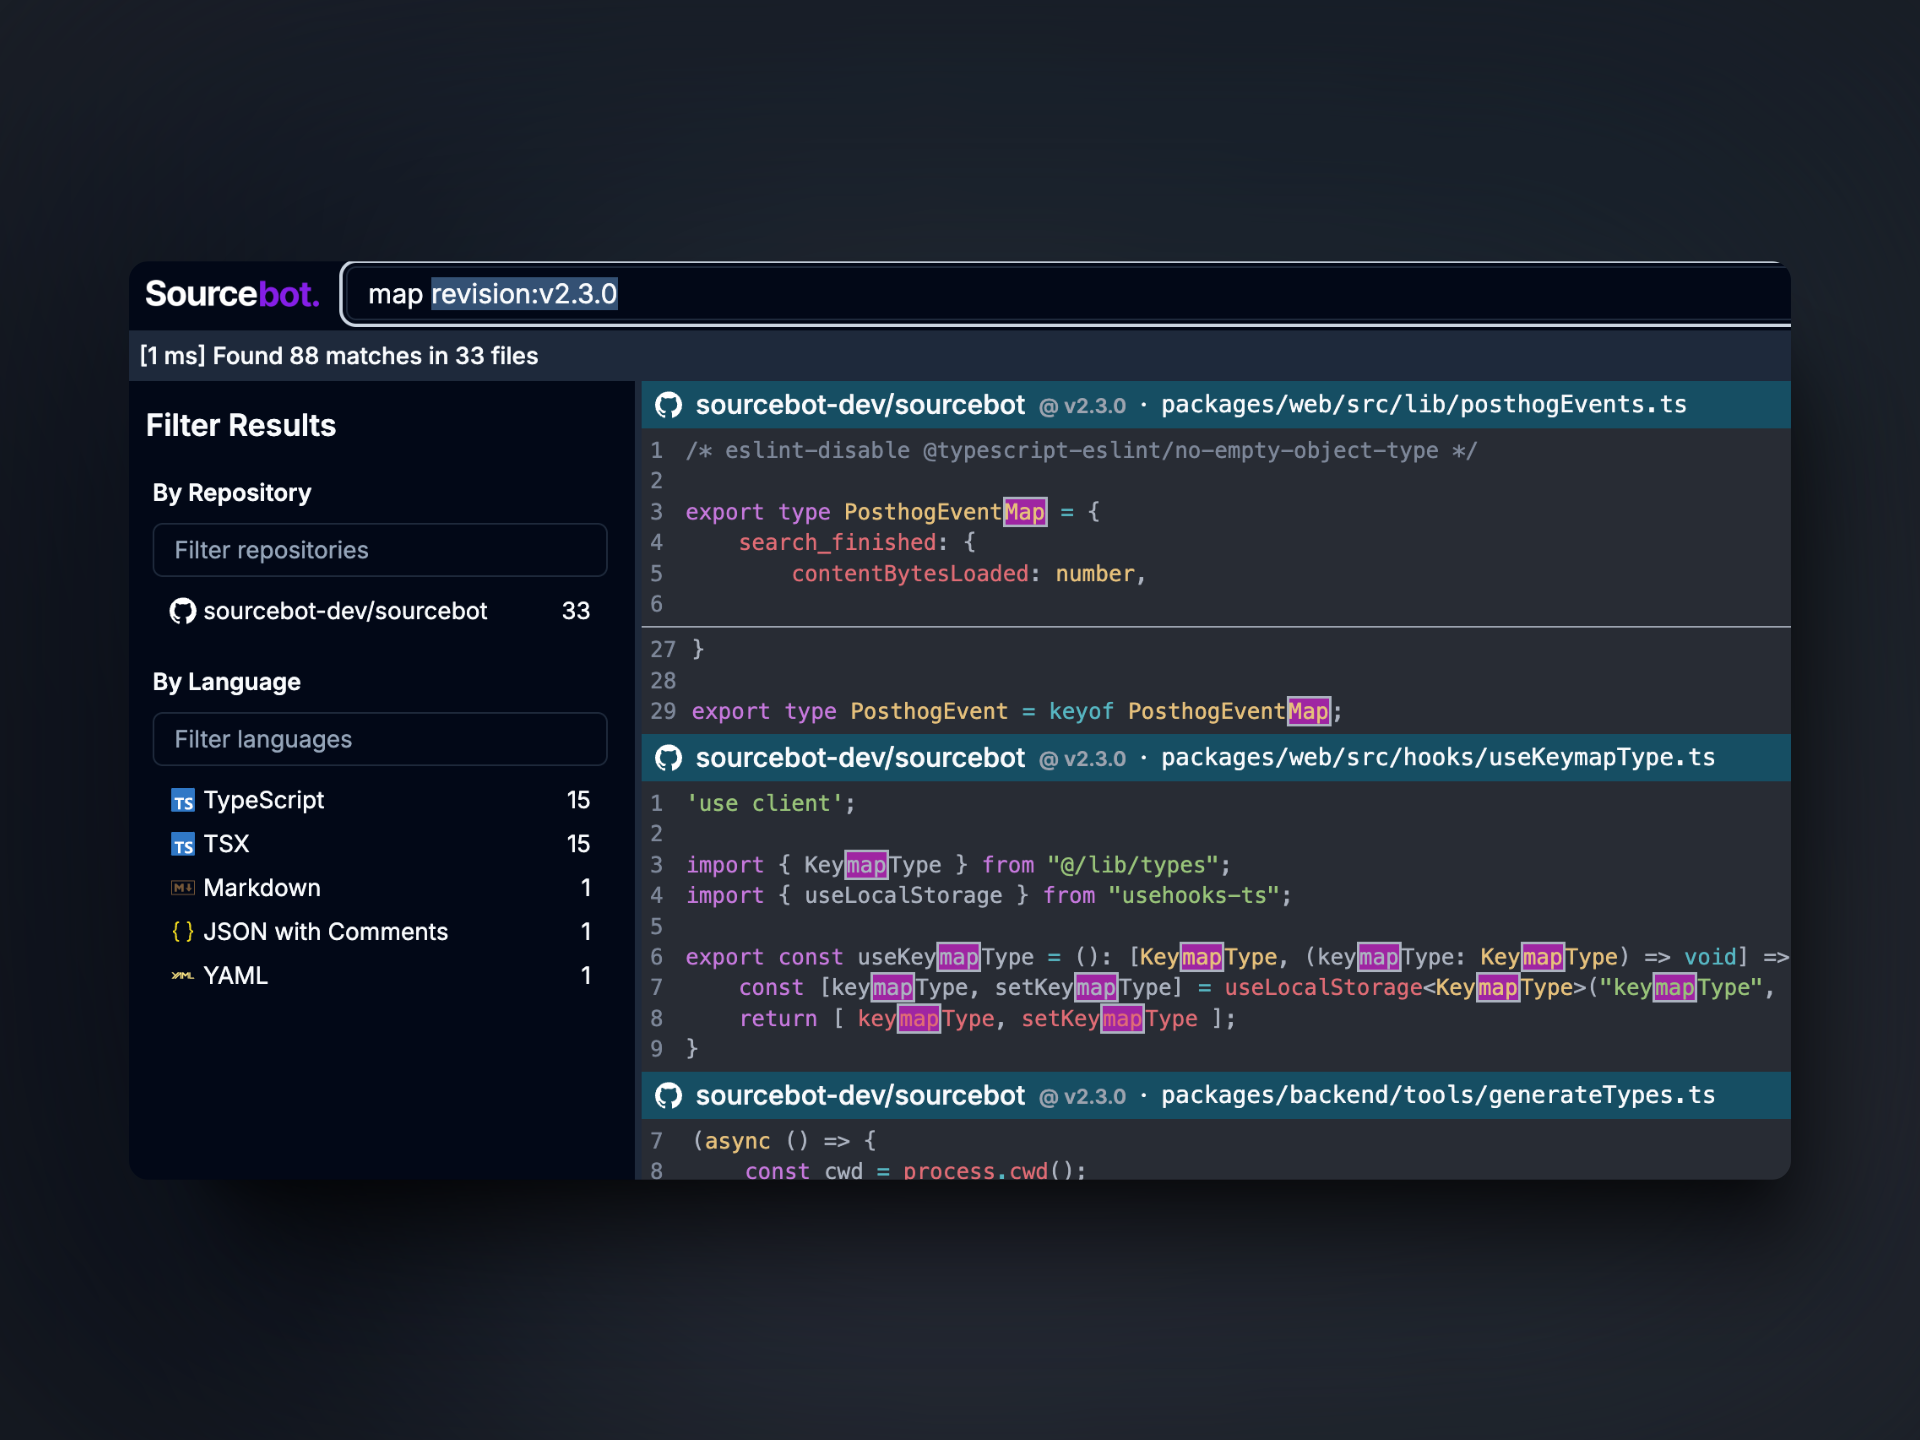 Sourcebot.
map revision:v2.3.0
[1 ms] Found 88 matches in 33 files
Filter Results
By Repository
Filter repositories
sourcebot-dev/sourcebot 33
By Language
Filter languages
TS TypeScript 15
TS TSX 15
M↓ Markdown 1
{ } JSON with Comments 1
YML YAML 1
sourcebot-dev/sourcebot @ v2.3.0 · packages/web/src/lib/posthogEvents.ts
1 /* eslint-disable @typescript-eslint/no-empty-object-type */
2
3 export type PosthogEventMap = {
4     search_finished: {
5         contentBytesLoaded: number,
6
27 }
28
29 export type PosthogEvent = keyof PosthogEventMap;
sourcebot-dev/sourcebot @ v2.3.0 · packages/web/src/hooks/useKeymapType.ts
1 'use client';
2
3 import { KeymapType } from "@/lib/types";
4 import { useLocalStorage } from "usehooks-ts";
5
6 export const useKeymapType = (): [KeymapType, (keymapType: KeymapType) => void] =>
7     const [keymapType, setKeymapType] = useLocalStorage<KeymapType>("keymapType",
8     return [ keymapType, setKeymapType ];
9 }
sourcebot-dev/sourcebot @ v2.3.0 · packages/backend/tools/generateTypes.ts
7 (async () => {
8     const cwd = process.cwd();